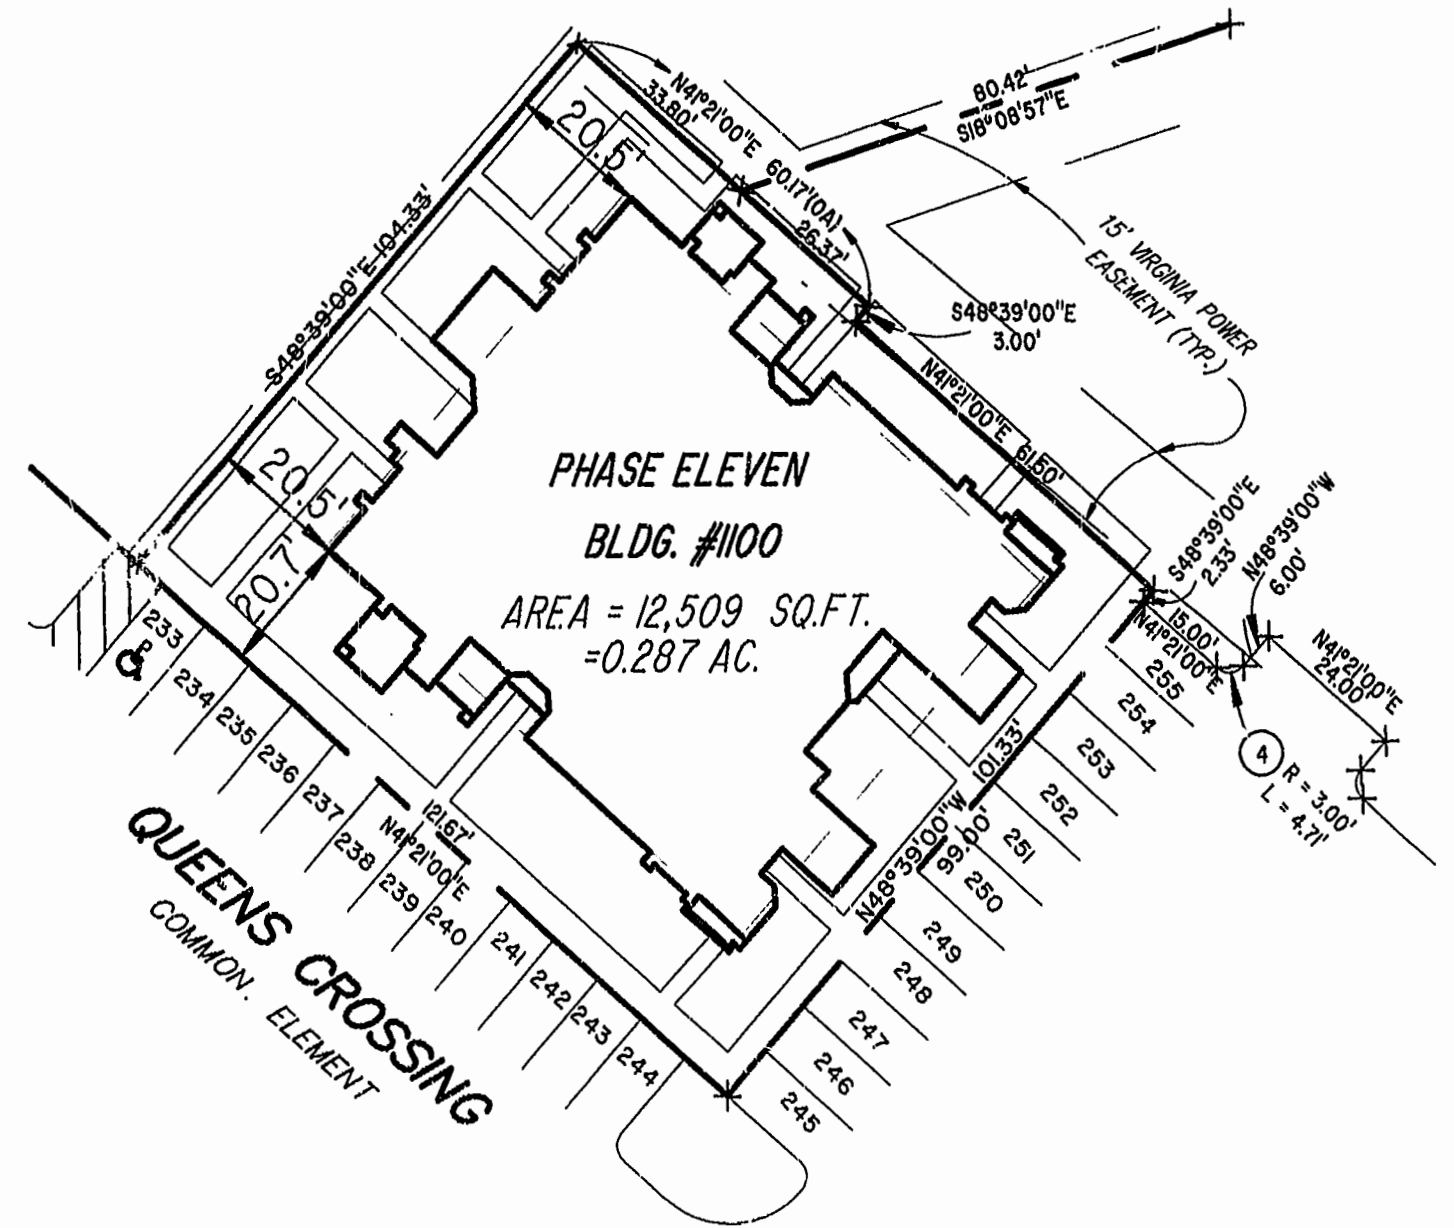 80.42'
S18°08'57"E
N41°21'00"E
33.80'
60.17'(OA)
26.37'
20.5'
15' VIRGINIA POWER
EASEMENT (TYP.)
S48°39'00"E 104.33'
S48°39'00"E
3.00'
N41°21'00"E 61.50'
PHASE ELEVEN
BLDG. #1100
AREA = 12,509 SQ.FT.
=0.287 AC.
20.5'
20.7'
S48°39'00"E
2.33'
N48°39'00"W
6.00'
15.00'
N41°21'00"E
N41°21'00"E
24.00'
4
R = 3.00'
L = 4.71'
101.33'
N48°39'00"W
99.00'
121.67'
N41°21'00"E
P
233
234
235
236
237
238
239
240
241
242
243
244
245
246
247
248
249
250
251
252
253
254
255
QUEENS CROSSING
COMMON. ELEMENT